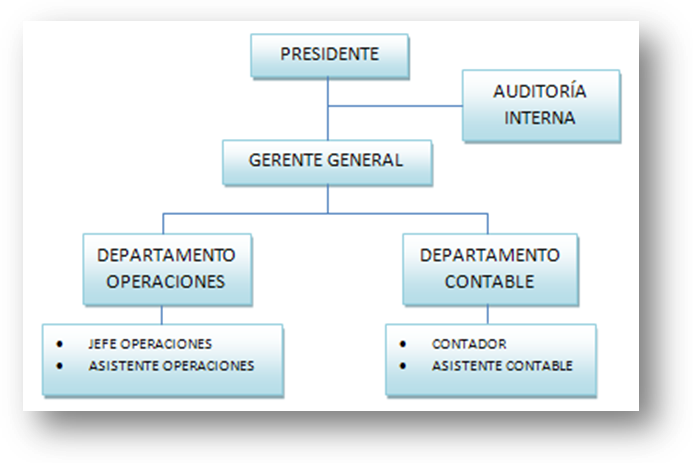 PRESIDENTE
AUDITORÍA
INTERNA
GERENTE GENERAL
DEPARTAMENTO
OPERACIONES
DEPARTAMENTO
CONTABLE
• JEFE OPERACIONES
• ASISTENTE OPERACIONES
• CONTADOR
• ASISTENTE CONTABLE